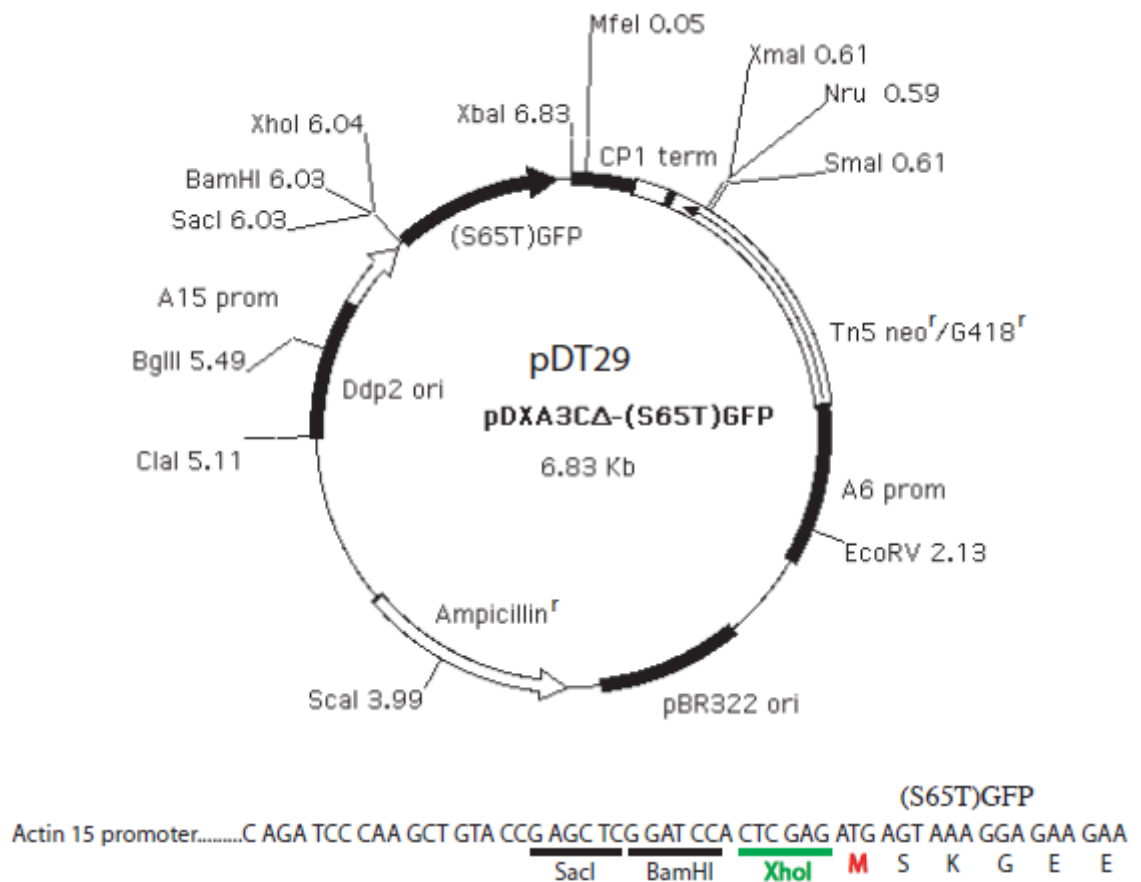 MfeI 0.05
XmaI 0.61
Nru 0.59
XbaI 6.83
XhoI 6.04
CP1 term
SmaI 0.61
BamHI 6.03
SacI 6.03
(S65T)GFP
A15 prom
Tn5 neoʳ/G418ʳ
BglII 5.49
pDT29
Ddp2 ori
pDXA3CΔ-(S65T)GFP
ClaI 5.11
6.83 Kb
A6 prom
EcoRV 2.13
Ampicillinʳ
ScaI 3.99
pBR322 ori
(S65T)GFP
Actin 15 promoter.........C AGA TCC CAA GCT GTA CCG AGC TCG GAT CCA CTC GAG ATG AGT AAA GGA GAA GAA
SacI BamHI XhoI M S K G E E